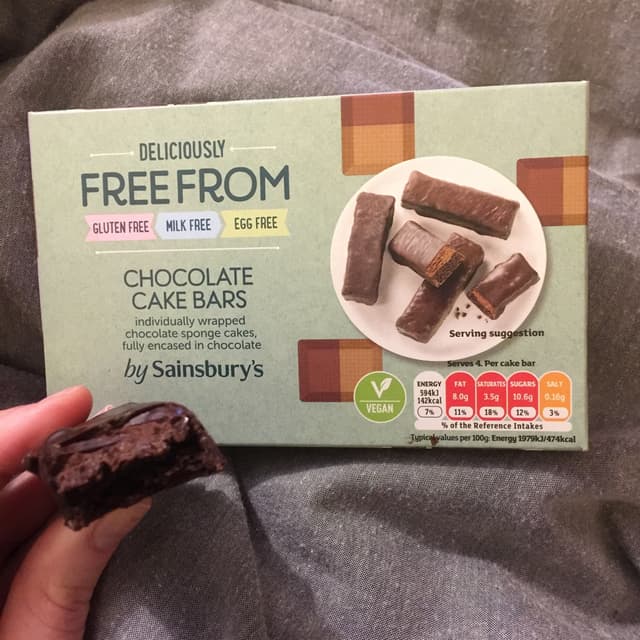 DELICIOUSLY
FREE FROM
GLUTEN FREE MILK FREE EGG FREE
CHOCOLATE
CAKE BARS
individually wrapped
chocolate sponge cakes,
fully encased in chocolate
by Sainsbury's
Serving suggestion
Serves 4. Per cake bar
V
VEGAN
ENERGY FAT SATURATES SUGARS SALT
594kJ 8.0g 3.5g 10.6g 0.16g
142kcal
7% 11% 18% 12% 3%
% of the Reference Intakes
Typical values per 100g: Energy 1979kJ/474kcal